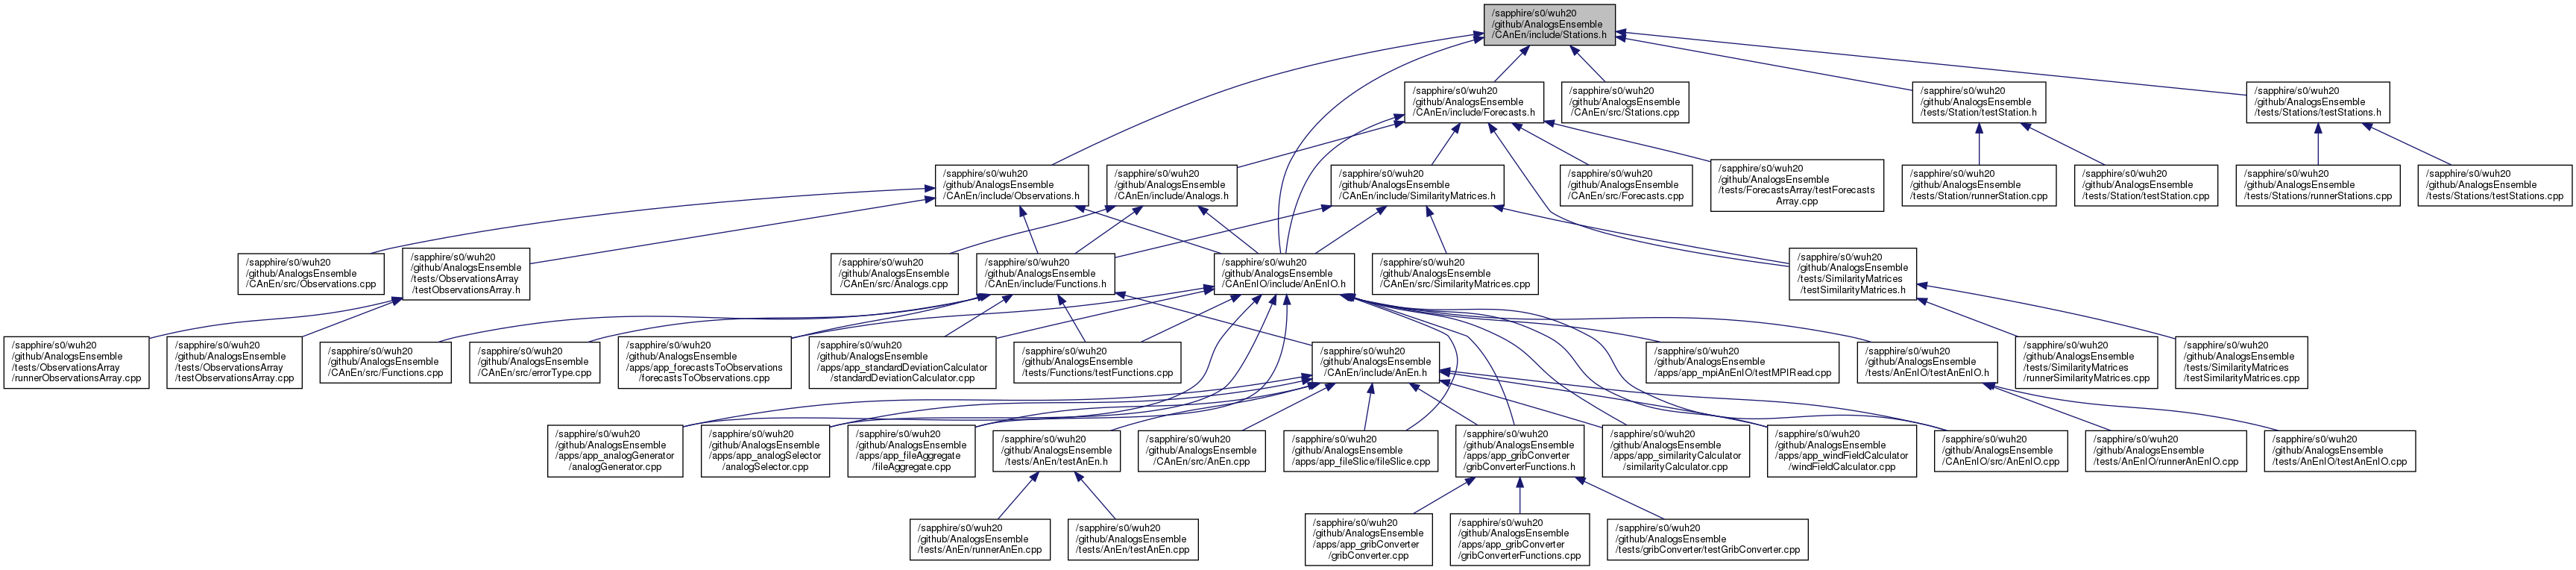 /sapphire/s0/wuh20
/github/AnalogsEnsemble
/CAnEn/include/Stations.h
/sapphire/s0/wuh20
/github/AnalogsEnsemble
/CAnEn/include/Forecasts.h
/sapphire/s0/wuh20
/github/AnalogsEnsemble
/CAnEn/src/Stations.cpp
/sapphire/s0/wuh20
/github/AnalogsEnsemble
/tests/Station/testStation.h
/sapphire/s0/wuh20
/github/AnalogsEnsemble
/tests/Stations/testStations.h
/sapphire/s0/wuh20
/github/AnalogsEnsemble
/CAnEn/include/Observations.h
/sapphire/s0/wuh20
/github/AnalogsEnsemble
/CAnEn/include/Analogs.h
/sapphire/s0/wuh20
/github/AnalogsEnsemble
/CAnEn/include/SimilarityMatrices.h
/sapphire/s0/wuh20
/github/AnalogsEnsemble
/CAnEn/src/Forecasts.cpp
/sapphire/s0/wuh20
/github/AnalogsEnsemble
/tests/ForecastsArray/testForecasts
Array.cpp
/sapphire/s0/wuh20
/github/AnalogsEnsemble
/tests/Station/runnerStation.cpp
/sapphire/s0/wuh20
/github/AnalogsEnsemble
/tests/Station/testStation.cpp
/sapphire/s0/wuh20
/github/AnalogsEnsemble
/tests/Stations/runnerStations.cpp
/sapphire/s0/wuh20
/github/AnalogsEnsemble
/tests/Stations/testStations.cpp
/sapphire/s0/wuh20
/github/AnalogsEnsemble
/CAnEn/src/Observations.cpp
/sapphire/s0/wuh20
/github/AnalogsEnsemble
/tests/ObservationsArray
/testObservationsArray.h
/sapphire/s0/wuh20
/github/AnalogsEnsemble
/CAnEn/src/Analogs.cpp
/sapphire/s0/wuh20
/github/AnalogsEnsemble
/CAnEn/include/Functions.h
/sapphire/s0/wuh20
/github/AnalogsEnsemble
/CAnEnIO/include/AnEnIO.h
/sapphire/s0/wuh20
/github/AnalogsEnsemble
/CAnEn/src/SimilarityMatrices.cpp
/sapphire/s0/wuh20
/github/AnalogsEnsemble
/tests/SimilarityMatrices
/testSimilarityMatrices.h
/sapphire/s0/wuh20
/github/AnalogsEnsemble
/tests/ObservationsArray
/runnerObservationsArray.cpp
/sapphire/s0/wuh20
/github/AnalogsEnsemble
/tests/ObservationsArray
/testObservationsArray.cpp
/sapphire/s0/wuh20
/github/AnalogsEnsemble
/CAnEn/src/Functions.cpp
/sapphire/s0/wuh20
/github/AnalogsEnsemble
/CAnEn/src/errorType.cpp
/sapphire/s0/wuh20
/github/AnalogsEnsemble
/apps/app_forecastsToObservations
/forecastsToObservations.cpp
/sapphire/s0/wuh20
/github/AnalogsEnsemble
/apps/app_standardDeviationCalculator
/standardDeviationCalculator.cpp
/sapphire/s0/wuh20
/github/AnalogsEnsemble
/tests/Functions/testFunctions.cpp
/sapphire/s0/wuh20
/github/AnalogsEnsemble
/CAnEn/include/AnEn.h
/sapphire/s0/wuh20
/github/AnalogsEnsemble
/apps/app_mpiAnEnIO/testMPIRead.cpp
/sapphire/s0/wuh20
/github/AnalogsEnsemble
/tests/AnEnIO/testAnEnIO.h
/sapphire/s0/wuh20
/github/AnalogsEnsemble
/tests/SimilarityMatrices
/runnerSimilarityMatrices.cpp
/sapphire/s0/wuh20
/github/AnalogsEnsemble
/tests/SimilarityMatrices
/testSimilarityMatrices.cpp
/sapphire/s0/wuh20
/github/AnalogsEnsemble
/apps/app_analogGenerator
/analogGenerator.cpp
/sapphire/s0/wuh20
/github/AnalogsEnsemble
/apps/app_analogSelector
/analogSelector.cpp
/sapphire/s0/wuh20
/github/AnalogsEnsemble
/apps/app_fileAggregate
/fileAggregate.cpp
/sapphire/s0/wuh20
/github/AnalogsEnsemble
/tests/AnEn/testAnEn.h
/sapphire/s0/wuh20
/github/AnalogsEnsemble
/CAnEn/src/AnEn.cpp
/sapphire/s0/wuh20
/github/AnalogsEnsemble
/apps/app_fileSlice/fileSlice.cpp
/sapphire/s0/wuh20
/github/AnalogsEnsemble
/apps/app_gribConverter
/gribConverterFunctions.h
/sapphire/s0/wuh20
/github/AnalogsEnsemble
/apps/app_similarityCalculator
/similarityCalculator.cpp
/sapphire/s0/wuh20
/github/AnalogsEnsemble
/apps/app_windFieldCalculator
/windFieldCalculator.cpp
/sapphire/s0/wuh20
/github/AnalogsEnsemble
/CAnEnIO/src/AnEnIO.cpp
/sapphire/s0/wuh20
/github/AnalogsEnsemble
/tests/AnEnIO/runnerAnEnIO.cpp
/sapphire/s0/wuh20
/github/AnalogsEnsemble
/tests/AnEnIO/testAnEnIO.cpp
/sapphire/s0/wuh20
/github/AnalogsEnsemble
/tests/AnEn/runnerAnEn.cpp
/sapphire/s0/wuh20
/github/AnalogsEnsemble
/tests/AnEn/testAnEn.cpp
/sapphire/s0/wuh20
/github/AnalogsEnsemble
/apps/app_gribConverter
/gribConverter.cpp
/sapphire/s0/wuh20
/github/AnalogsEnsemble
/apps/app_gribConverter
/gribConverterFunctions.cpp
/sapphire/s0/wuh20
/github/AnalogsEnsemble
/tests/gribConverter/testGribConverter.cpp